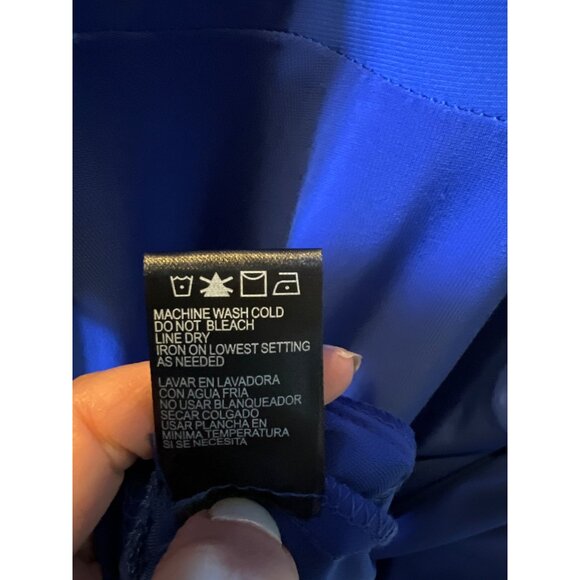 MACHINE WASH COLD
DO NOT BLEACH
LINE DRY
IRON ON LOWEST SETTING
AS NEEDED
LAVAR EN LAVADORA
CON AGUA FRIA
NO USAR BLANQUEADOR
SECAR COLGADO
USAR PLANCHA EN
MINIMA TEMPERATURA
SI SE NECESITA